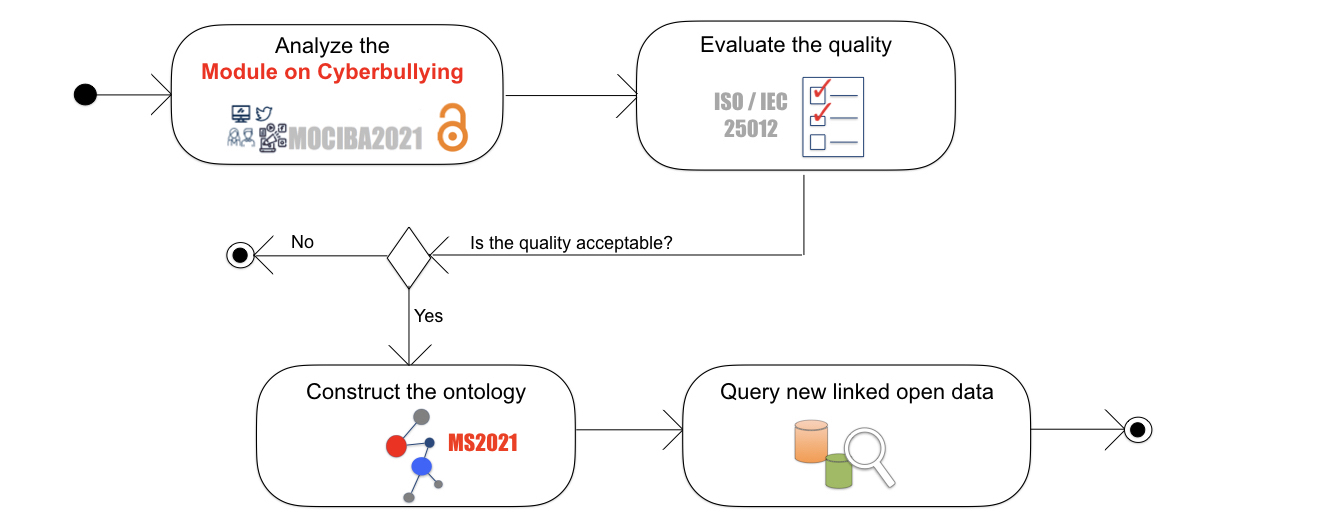 Analyze the
Module on Cyberbullying
MOCIBA2021
Evaluate the quality
ISO / IEC
25012
Is the quality acceptable?
No
Yes
Construct the ontology
MS2021
Query new linked open data